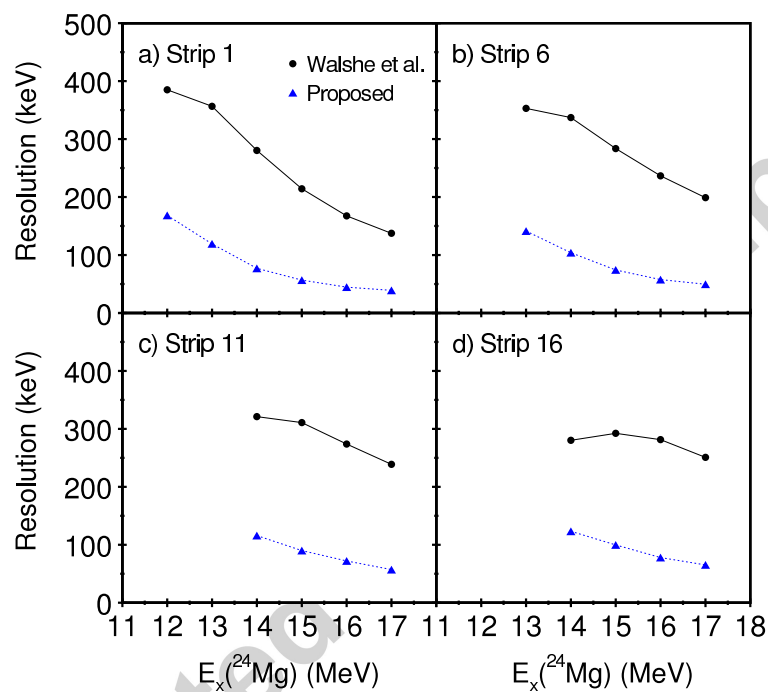 500
400
300
200
100
0
Resolution (keV)
a) Strip 1
Walshe et al.
Proposed
b) Strip 6
400
300
200
100
0
Resolution (keV)
c) Strip 11
d) Strip 16
11 12 13 14 15 16 17 11 12 13 14 15 16 17 18
Ex(24Mg) (MeV)
Ex(24Mg) (MeV)